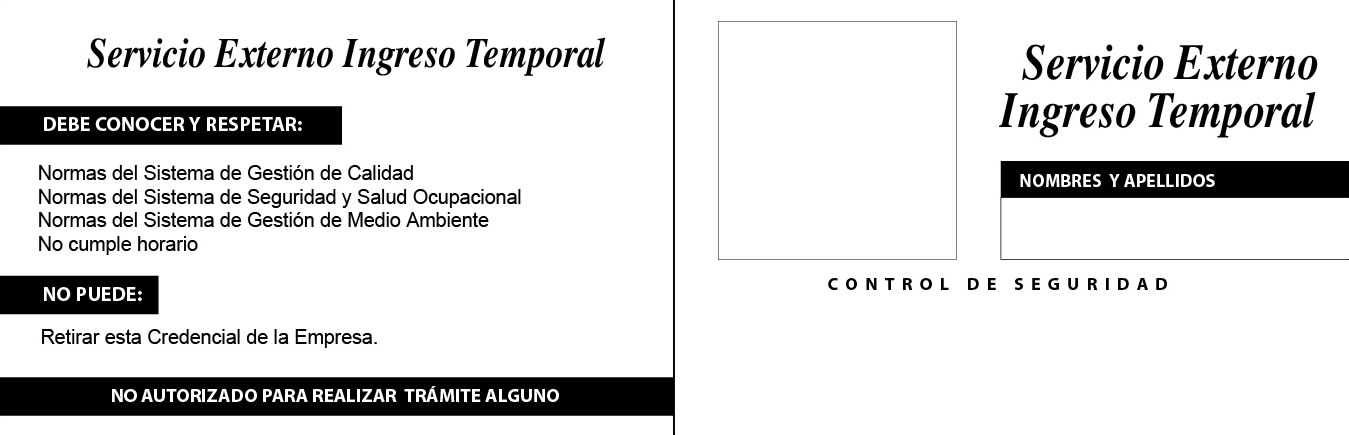 Servicio Externo Ingreso Temporal
DEBE CONOCER Y RESPETAR:
Normas del Sistema de Gestión de Calidad
Normas del Sistema de Seguridad y Salud Ocupacional
Normas del Sistema de Gestión de Medio Ambiente
No cumple horario
NO PUEDE:
Retirar esta Credencial de la Empresa.
NO AUTORIZADO PARA REALIZAR TRÁMITE ALGUNO
Servicio Externo
Ingreso Temporal
NOMBRES Y APELLIDOS
CONTROL DE SEGURIDAD